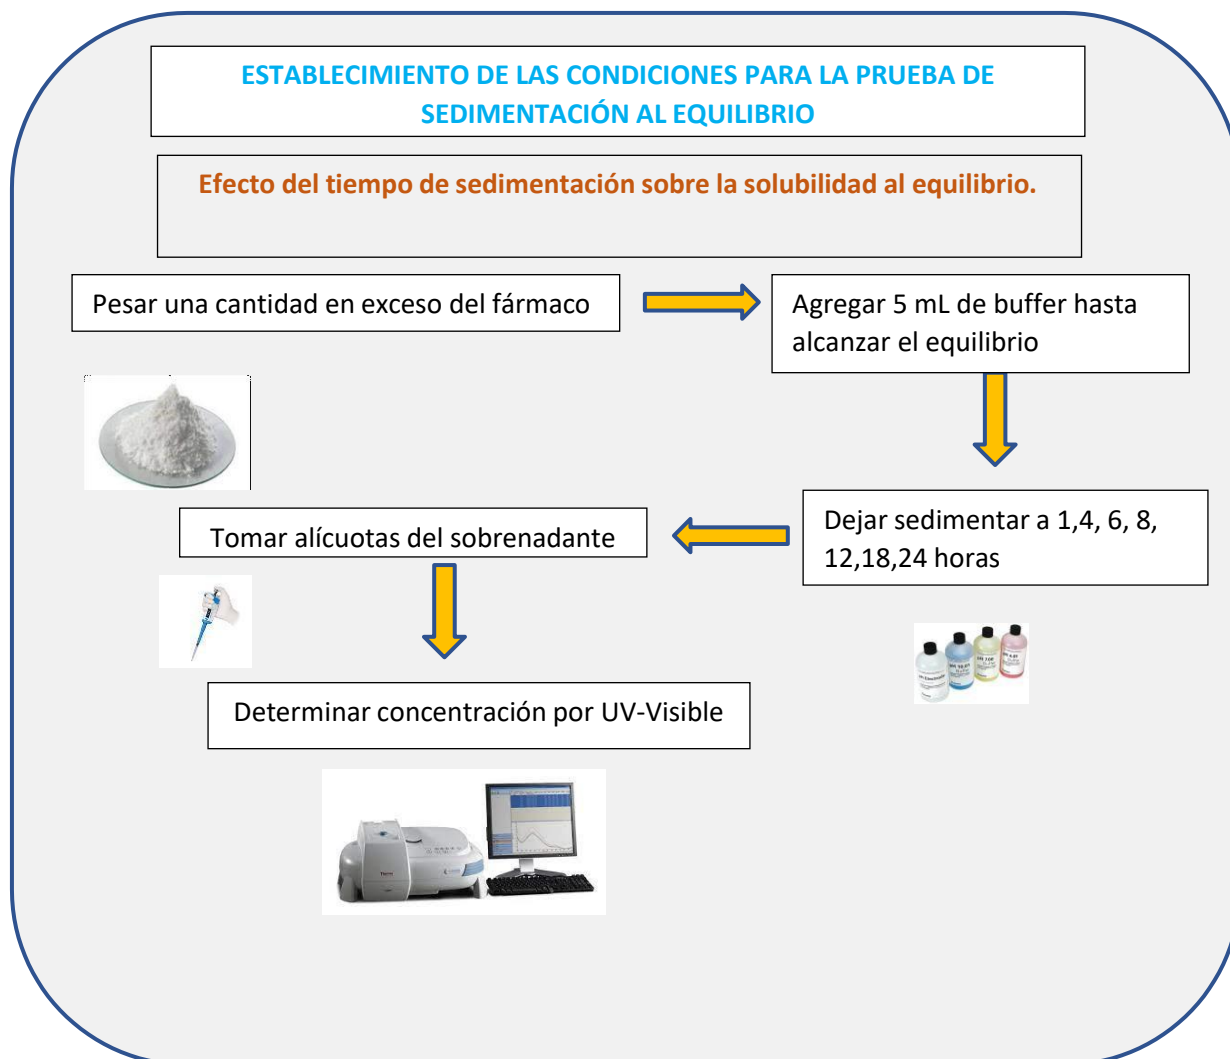 ESTABLECIMIENTO DE LAS CONDICIONES PARA LA PRUEBA DE
SEDIMENTACIÓN AL EQUILIBRIO
Efecto del tiempo de sedimentación sobre la solubilidad al equilibrio.
Pesar una cantidad en exceso del fármaco
Agregar 5 mL de buffer hasta
alcanzar el equilibrio
Dejar sedimentar a 1,4, 6, 8,
12,18,24 horas
Tomar alícuotas del sobrenadante
Determinar concentración por UV-Visible